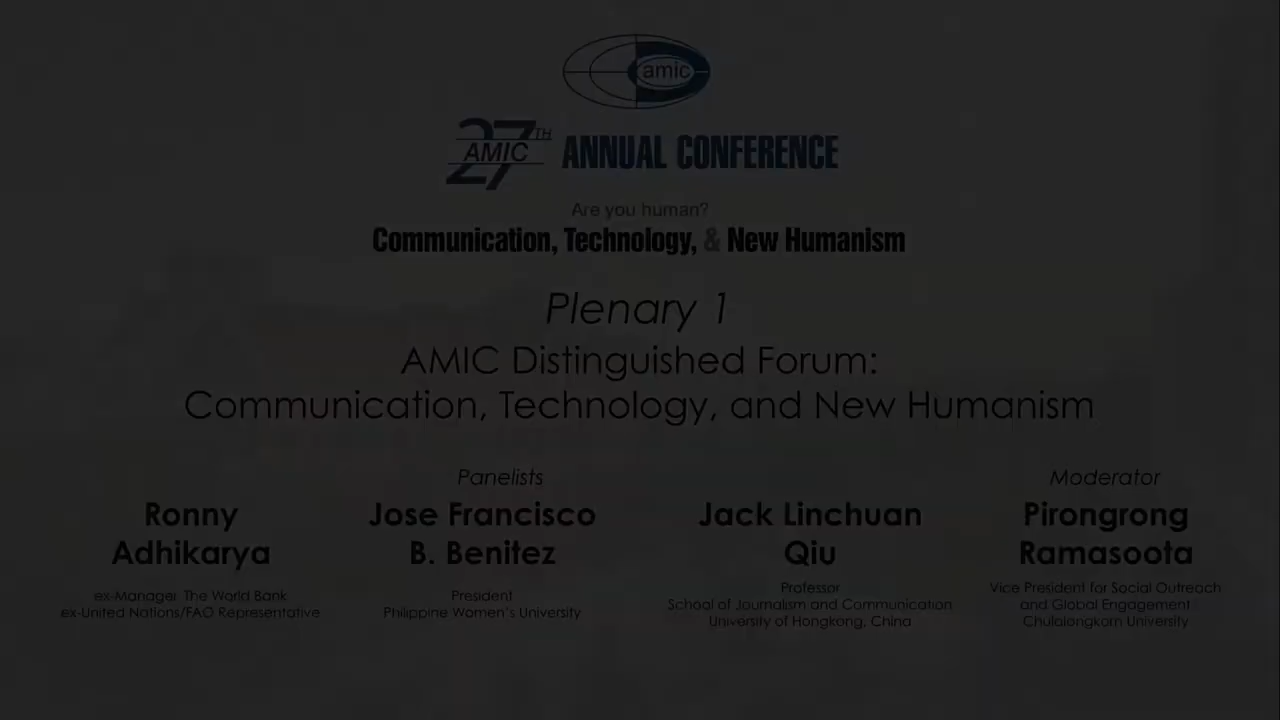 amic
27TH
AMIC
ANNUAL CONFERENCE
Are you human?
Communication, Technology, & New Humanism
Plenary 1
AMIC Distinguished Forum:
Communication, Technology, and New Humanism
Panelists
Ronny
Adhikarya
ex-Manager, The World Bank
ex-United Nations/FAO Representative
Jose Francisco
B. Benitez
President
Philippine Women's University
Jack Linchuan
Qiu
Professor
School of Journalism and Communication
University of Hongkong, China
Moderator
Pirongrong
Ramasoota
Vice President for Social Outreach
and Global Engagement
Chulalongkorn University